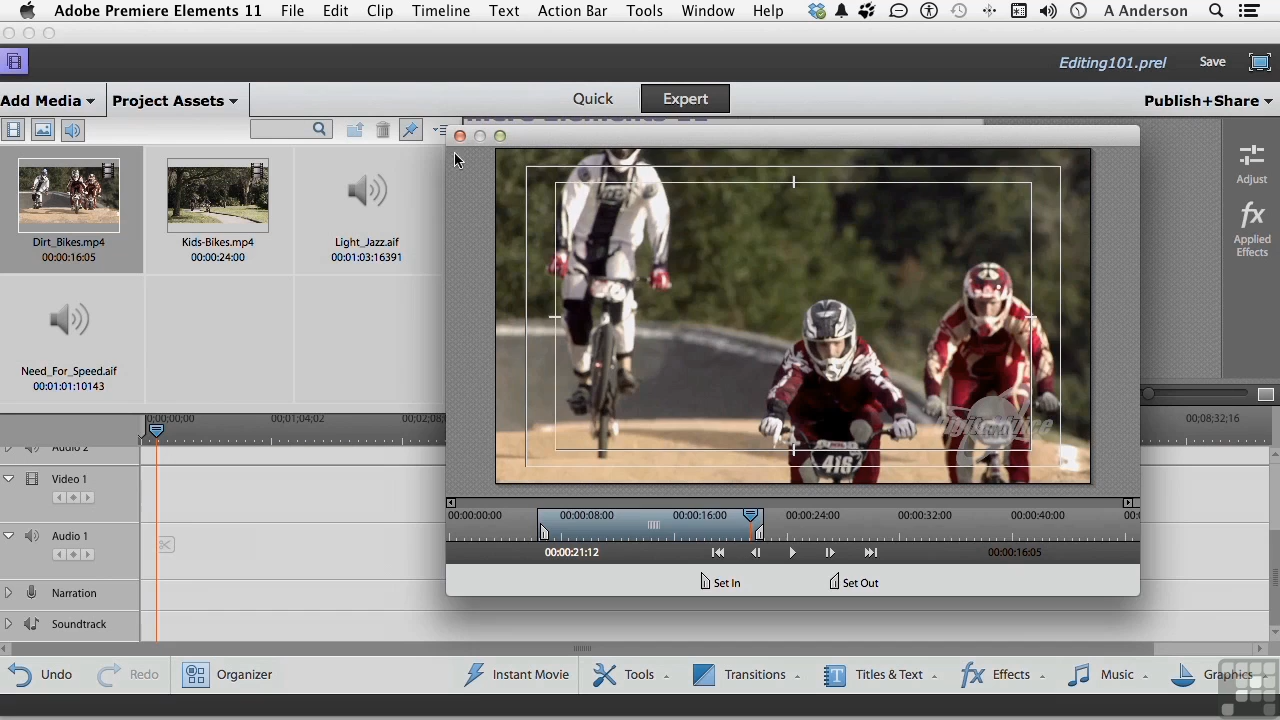 Adobe Premiere Elements 11 File Edit Clip Timeline Text Action Bar Tools Window Help A Anderson
Editing101.prel Save
Add Media Project Assets Quick Expert Publish+Share
Dirt_Bikes.mp4
00:00:16:05
Kids-Bikes.mp4
00:00:24:00
Light_Jazz.aif
00:01:03:16391
Need_For_Speed.aif
00:01:01:10143
Adjust
Applied
Effects
416
00:00:00:00 00:00:08:00 00:00:16:00 00:00:24:00 00:00:32:00 00:00:40:00
00:00:21:12 00:00:16:05
Set In Set Out
0;00;00;00 00;01;04;02 00;08;32;16
Audio 2
Video 1
Audio 1
Narration
Soundtrack
Undo Redo Organizer Instant Movie Tools Transitions Titles & Text Effects Music Graphics